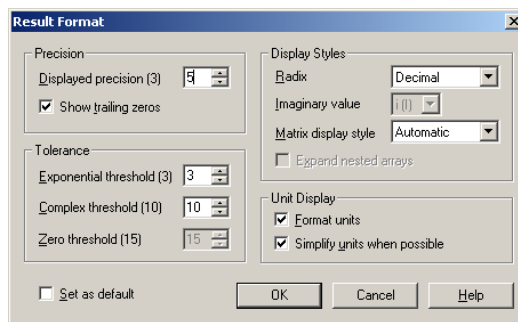 Result Format
Precision
Displayed precision (3) 5
Show trailing zeros
Tolerance
Exponential threshold (3) 3
Complex threshold (10) 10
Zero threshold (15) 15
Display Styles
Radix Decimal
Imaginary value i (I)
Matrix display style Automatic
Expand nested arrays
Unit Display
Format units
Simplify units when possible
Set as default
OK Cancel Help